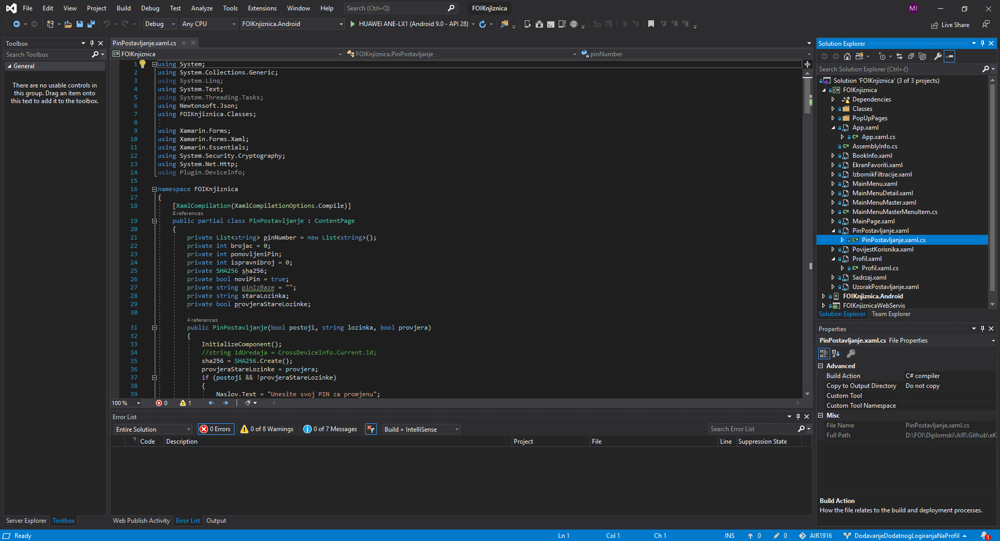 File Edit View Project Build Debug Test Analyze Tools Extensions Window Help Search (Ctrl+Q) FOIKnjiznica MI
Debug Any CPU FOIKnjiznica.Android HUAWEI ANE-LX1 (Android 9.0 - API 28) Live Share
Toolbox
Search Toolbox
General
There are no usable controls in
this group. Drag an item onto
this text to add it to the toolbox.
Server Explorer Toolbox
PinPostavljanje.xaml.cs
C# FOIKnjiznica FOIKnjiznica.PinPostavljanje pinNumber
1 using System;
2 using System.Collections.Generic;
3 using System.Linq;
4 using System.Text;
5 using System.Threading.Tasks;
6 using Newtonsoft.Json;
7 using FOIKnjiznica.Classes;
8
9 using Xamarin.Forms;
10 using Xamarin.Forms.Xaml;
11 using Xamarin.Essentials;
12 using System.Security.Cryptography;
13 using System.Net.Http;
14 using Plugin.DeviceInfo;
15
16 namespace FOIKnjiznica
17 {
18 [XamlCompilation(XamlCompilationOptions.Compile)]
8 references
19 public partial class PinPostavljanje : ContentPage
20 {
21 private List<string> pinNumber = new List<string>();
22 private int brojac = 0;
23 private int ponovljeniPin;
24 private int ispravnibroj = 0;
25 private SHA256 sha256;
26 private bool noviPin = true;
27 private string pinIzBaze = "";
28 private string staraLozinka;
29 private bool provjeraStareLozinke;
30
4 references
31 public PinPostavljanje(bool postoji, string lozinka, bool provjera)
32 {
33 InitializeComponent();
34 //string idUredaja = CrossDeviceInfo.Current.Id;
35 sha256 = SHA256.Create();
36 provjeraStareLozinke = provjera;
37 if (postoji && !provjeraStareLozinke)
38 {
39 Naslov.Text = "Unesite svoj PIN za promjenu";
100 % 0 1
Error List
Entire Solution 0 Errors 0 of 8 Warnings 0 of 7 Messages Build + IntelliSense Search Error List
Code Description Project File Line Suppression State
Web Publish Activity Error List Output
Solution Explorer
Search Solution Explorer (Ctrl+č)
Solution 'FOIKnjiznica' (3 of 3 projects)
C# FOIKnjiznica
Dependencies
Classes
PopUpPages
App.xaml
C# App.xaml.cs
C# AssemblyInfo.cs
BookInfo.xaml
EkranFavoriti.xaml
IzbornikFiltracije.xaml
MainMenu.xaml
MainMenuDetail.xaml
MainMenuMaster.xaml
C# MainMenuMasterMenuItem.cs
MainPage.xaml
PinPostavljanje.xaml
C# PinPostavljanje.xaml.cs
PovijestKorisnika.xaml
Profil.xaml
C# Profil.xaml.cs
Sadrzaj.xaml
UzorakPostavljanje.xaml
FOIKnjiznica.Android
FOIKnjiznicaWebServis
Solution Explorer Team Explorer
Properties
PinPostavljanje.xaml.cs File Properties
Advanced
Build Action C# compiler
Copy to Output Directory Do not copy
Custom Tool
Custom Tool Namespace
Misc
File Name PinPostavljanje.xaml.cs
Full Path D:\FOI\Diplomski\AIR\Github\eK
Build Action
How the file relates to the build and deployment processes.
Ready Ln 1 Col 1 Ch 1 INS 0 0 AIR1916 DodavanjeDodatnogLogiranjaNaProfil 1